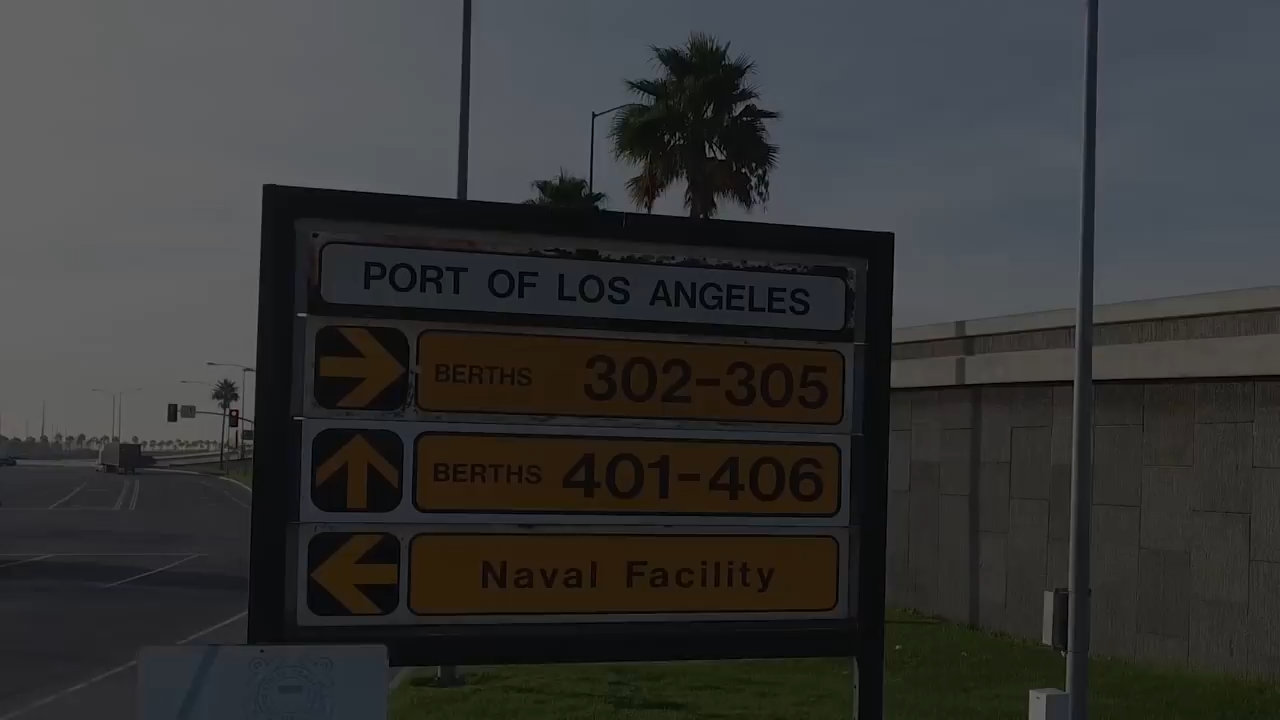 PORT OF LOS ANGELES
BERTHS 302-305
BERTHS 401-406
Naval Facility